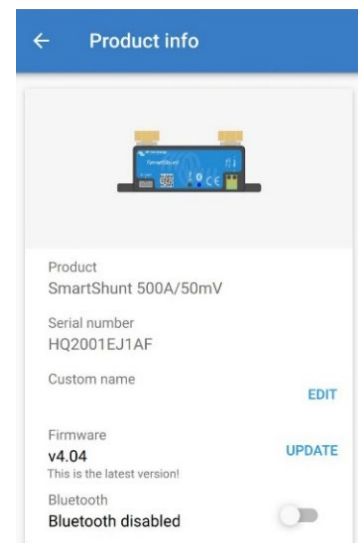 Product info
SmartShunt
Product
SmartShunt 500A/50mV
Serial number
HQ2001EJ1AF
Custom name
EDIT
Firmware
v4.04
UPDATE
This is the latest version!
Bluetooth
Bluetooth disabled